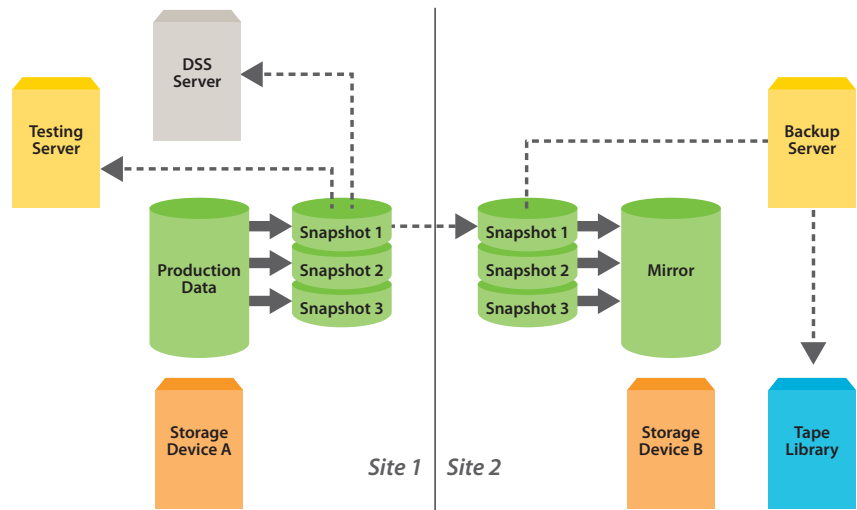 DSS
Server
Testing
Server
Backup
Server
Production
Data
Snapshot 1
Snapshot 2
Snapshot 3
Snapshot 1
Snapshot 2
Snapshot 3
Mirror
Storage
Device A
Site 1
Site 2
Storage
Device B
Tape
Library